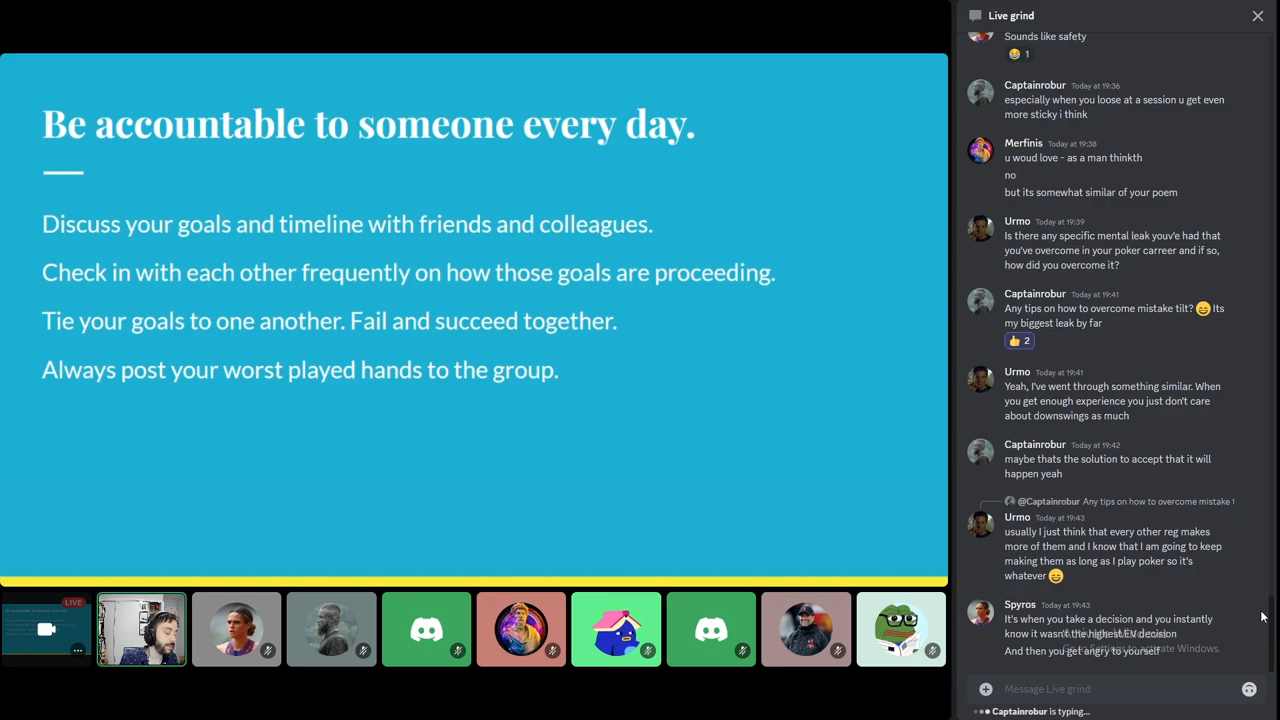 Be accountable to someone every day.
Discuss your goals and timeline with friends and colleagues.
Check in with each other frequently on how those goals are proceeding.
Tie your goals to one another. Fail and succeed together.
Always post your worst played hands to the group.
LIVE
Live grind
Sounds like safety
1
Captainrobur Today at 19:36
especially when you loose at a session u get even
more sticky i think
Merfinis Today at 19:38
u woud love - as a man thinkth
no
but its somewhat similar of your poem
Urmo Today at 19:39
Is there any specific mental leak youv'e had that
you've overcome in your poker carreer and if so,
how did you overcome it?
Captainrobur Today at 19:41
Any tips on how to overcome mistake tilt? 😄 Its
my biggest leak by far
👍 2
Urmo Today at 19:41
Yeah, I've went through something similar. When
you get enough experience you just don't care
about downswings as much
Captainrobur Today at 19:42
maybe thats the solution to accept that it will
happen yeah
@Captainrobur Any tips on how to overcome mistake
Urmo Today at 19:43
usually I just think that every other reg makes
more of them and I know that I am going to keep
making them as long as I play poker so it's
whatever 😄
Spyros Today at 19:43
It's when you take a decision and you instantly
know it wasn't the highest EV decision
And then you get angry to yourself
Go to Settings to activate Windows.
Message Live grind
Captainrobur is typing...